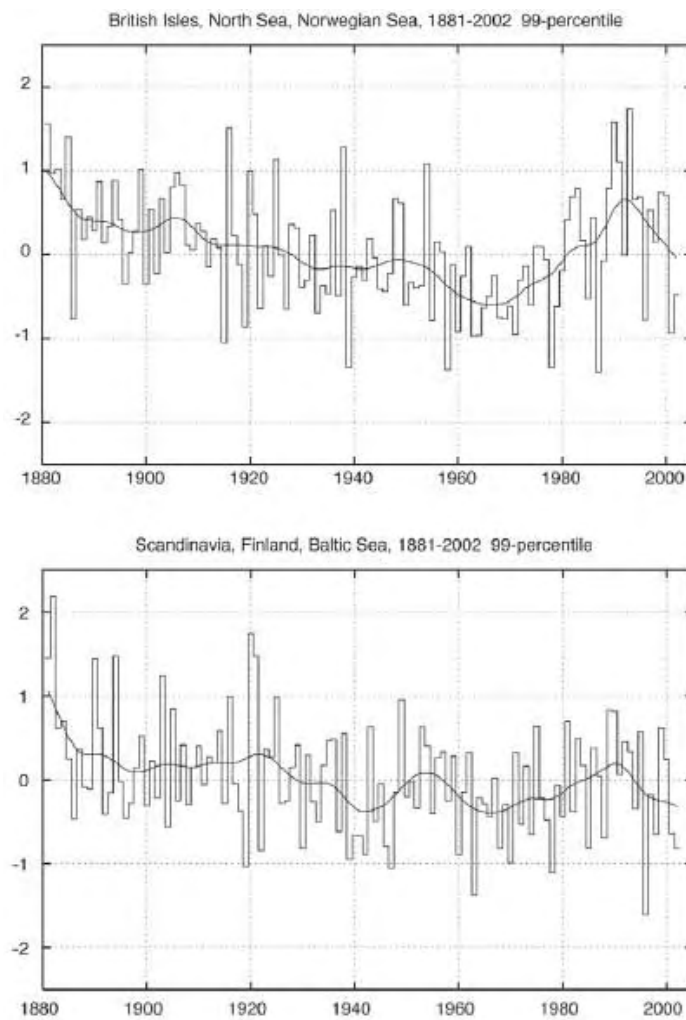 British Isles, North Sea, Norwegian Sea, 1881-2002 99-percentile
2
1
0
-1
-2
1880 1900 1920 1940 1960 1980 2000
Scandinavia, Finland, Baltic Sea, 1881-2002 99-percentile
2
1
0
-1
-2
1880 1900 1920 1940 1960 1980 2000